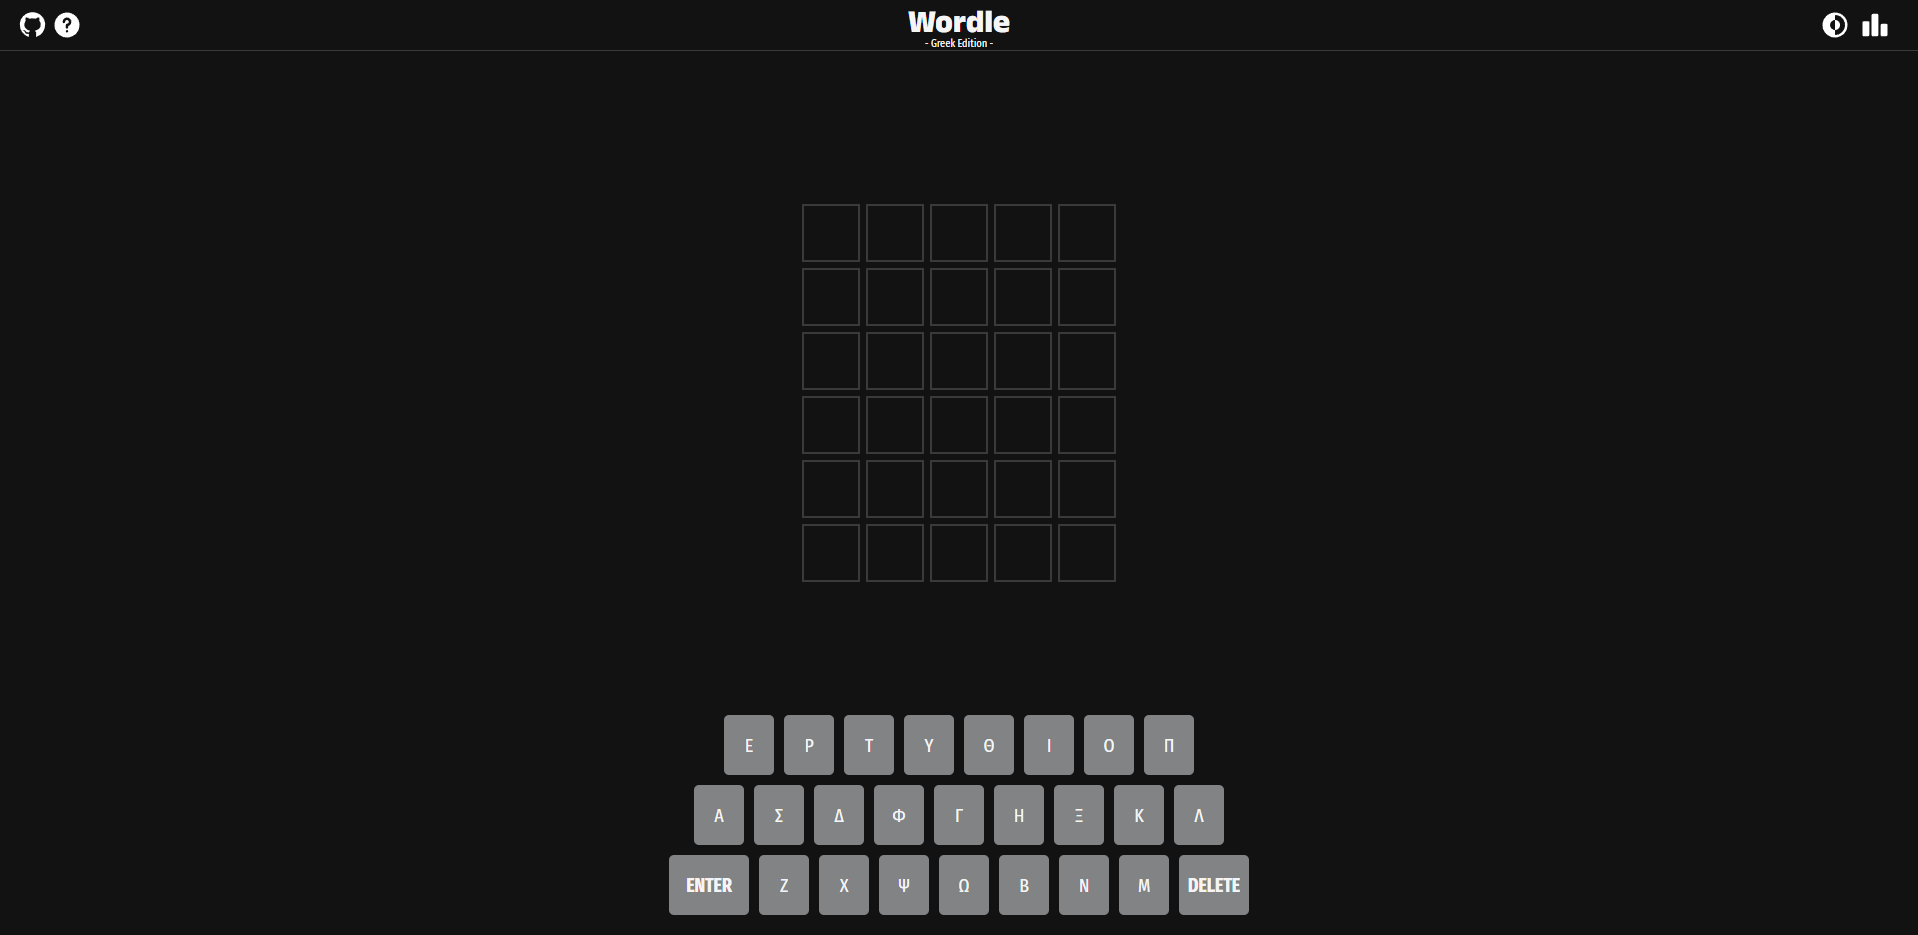 Wordle
- Greek Edition -
Ε Ρ Τ Υ Θ Ι Ο Π
Α Σ Δ Φ Γ Η Ξ Κ Λ
ENTER Ζ Χ Ψ Ω Β Ν Μ DELETE